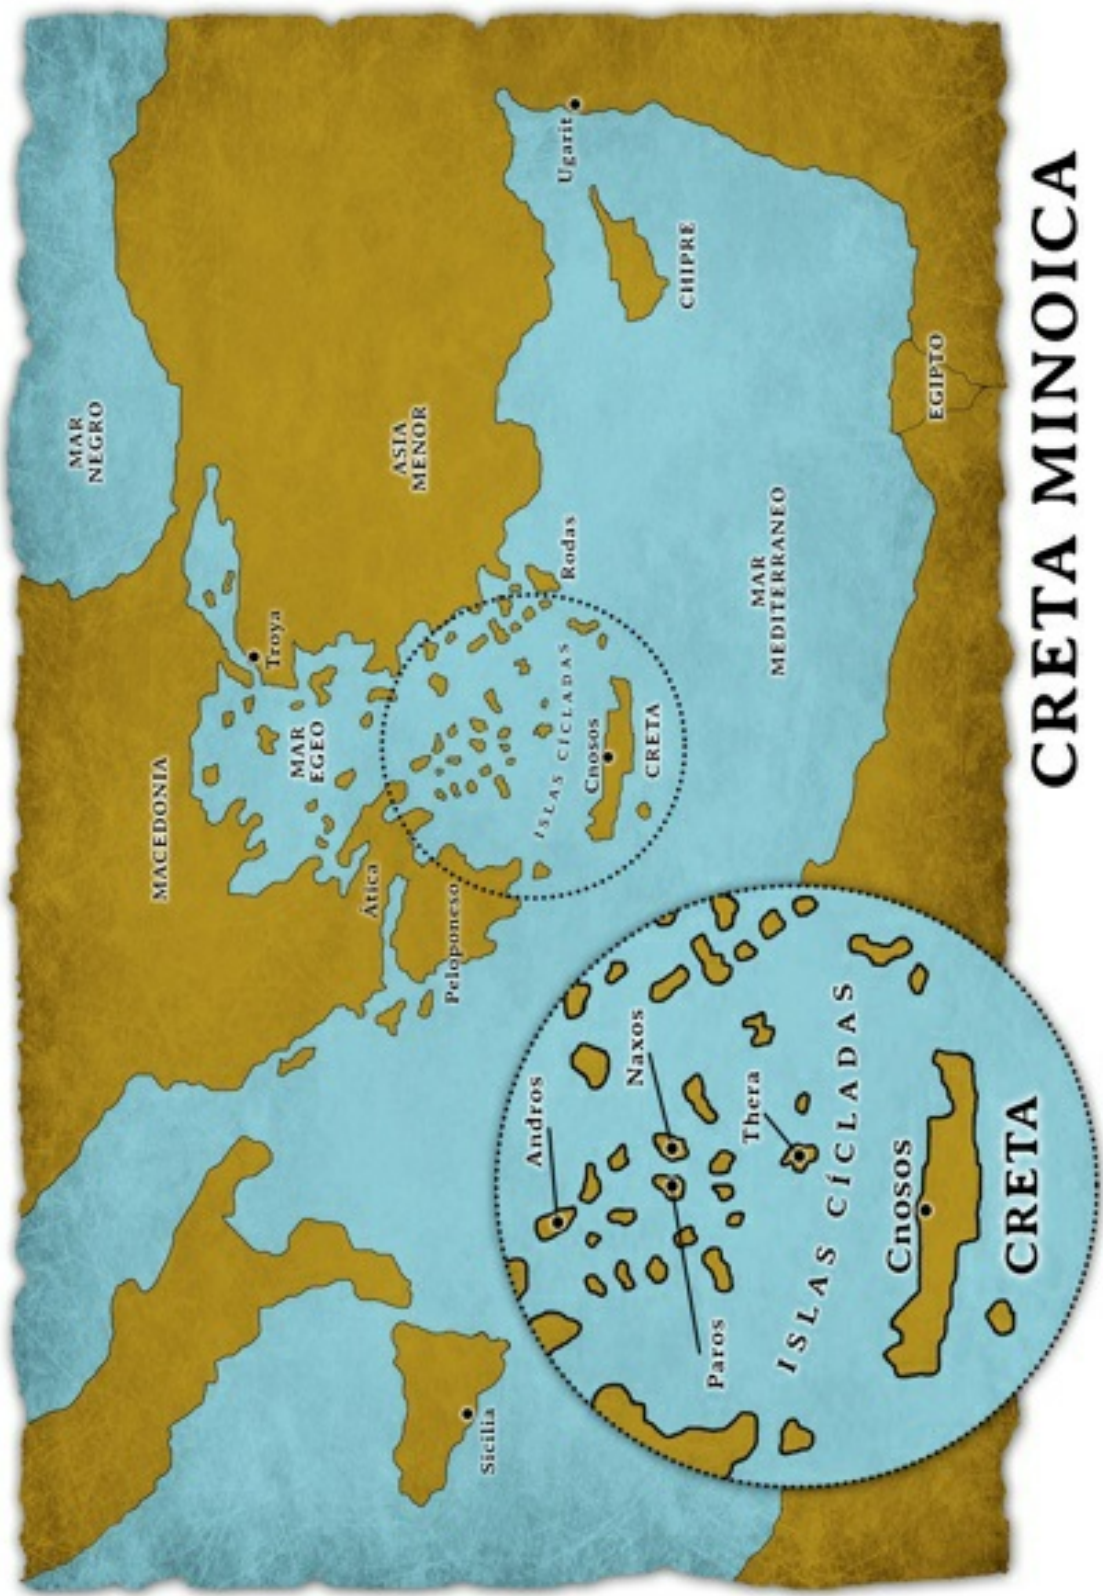 MAR
NEGRO
MACEDONIA
Troya
MAR
EGEO
ASIA
MENOR
Ática
Peloponeso
Rodas
Ugarit
CHIPRE
ISLAS CÍCLADAS
Cnosos
CRETA
MAR
MEDITERRANEO
EGIPTO
Sicilia
Andros
Naxos
Paros
Thera
ISLAS CÍCLADAS
Cnosos
CRETA
CRETA MINOICA